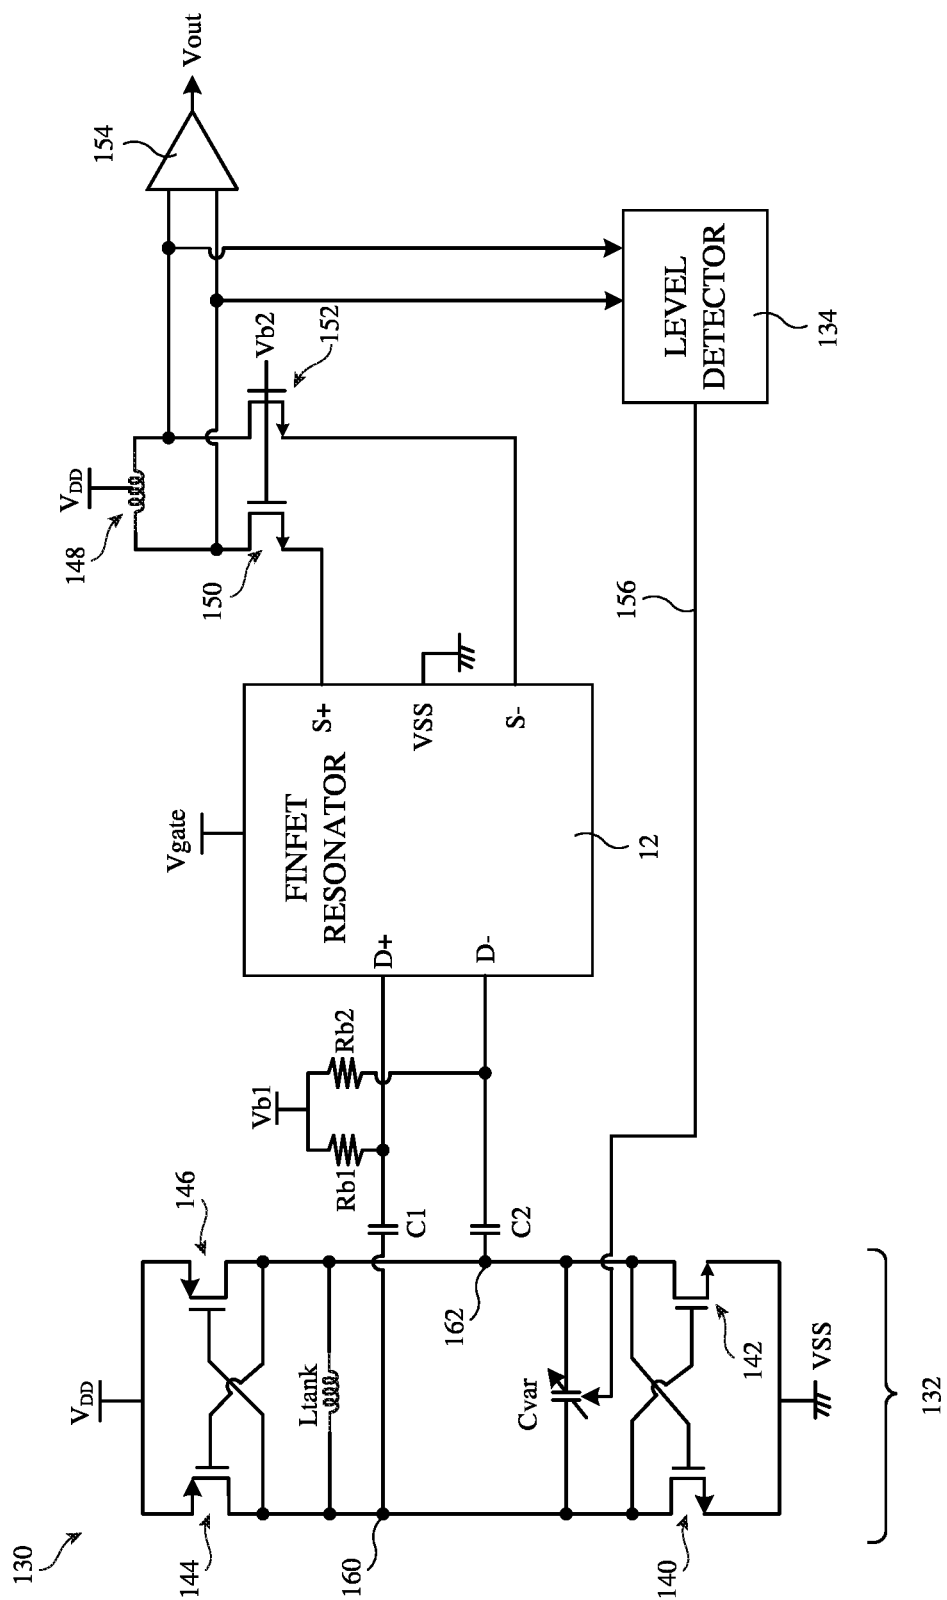 130
144
146
VDD
Ltank
160
162
Cvar
140
142
VSS
132
C1
C2
Rb1
Rb2
Vb1
Vgate
FINFET
RESONATOR
D+
D-
S+
VSS
S-
12
VDD
148
150
152
Vb2
154
Vout
LEVEL
DETECTOR
134
156